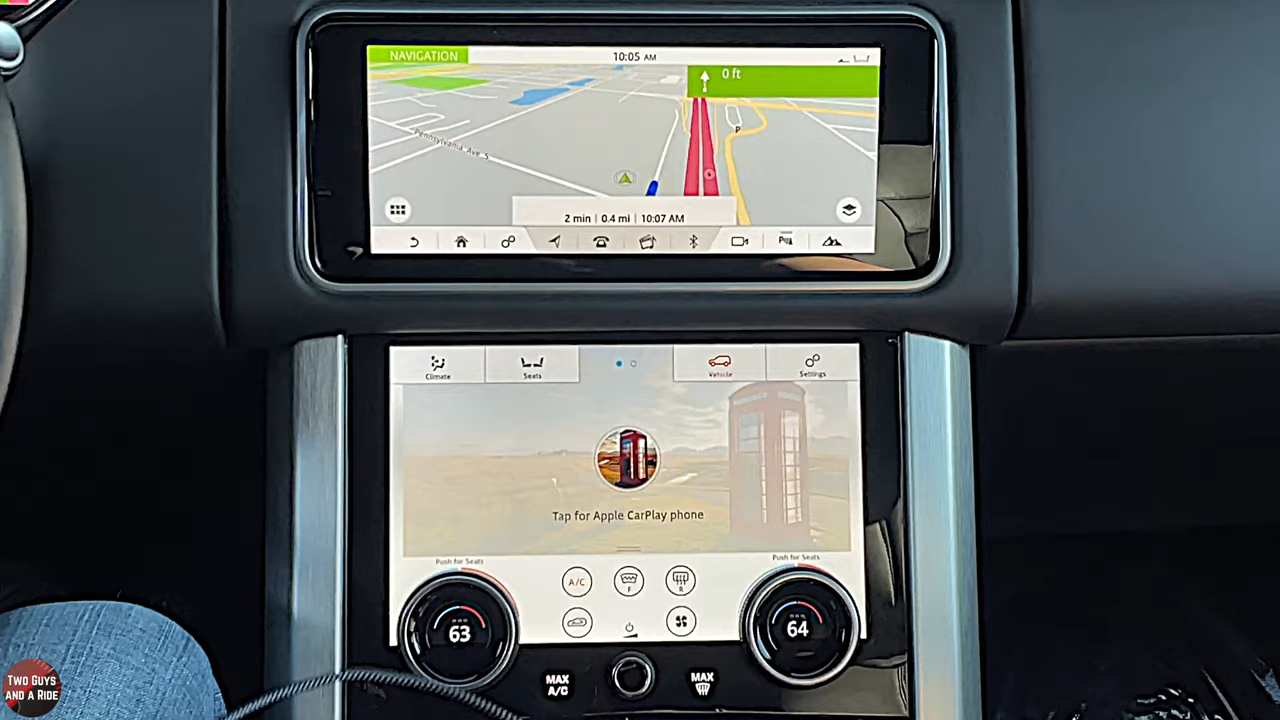 NAVIGATION
10:05 AM
0 ft
Pennsylvania Ave S
P
2 min | 0.4 mi | 10:07 AM
Climate
Seats
Vehicle
Settings
Tap for Apple CarPlay phone
Push for Seats
Push for Seats
A/C
F
R
63
64
MAX
A/C
MAX
TWO GUYS
AND A RIDE